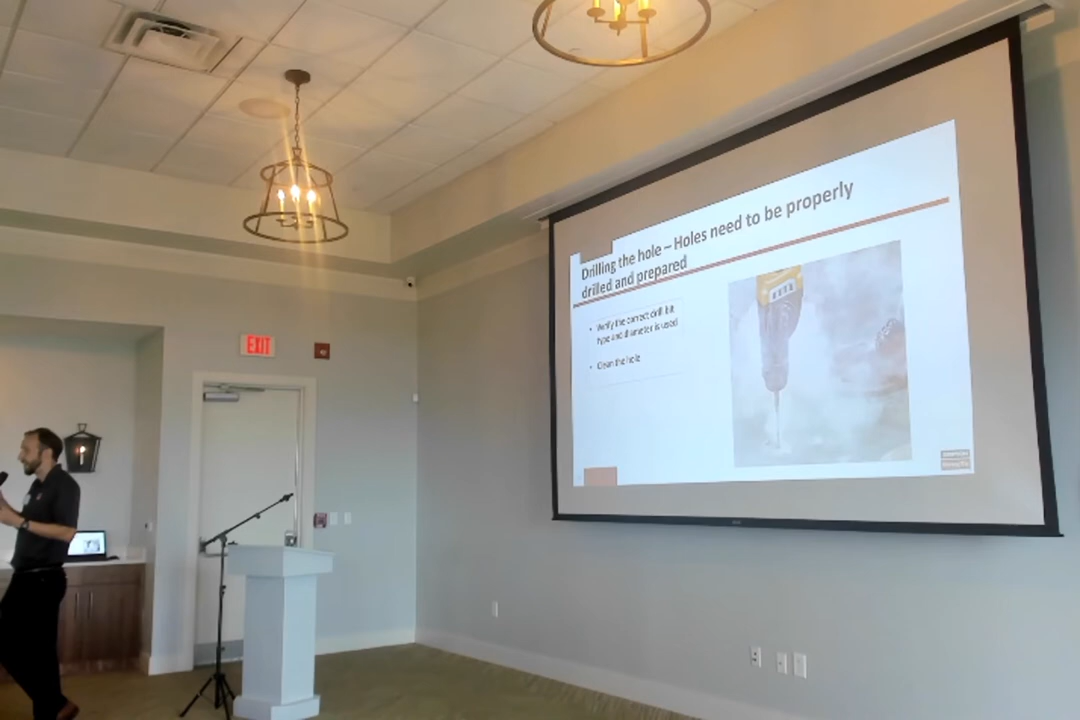 EXIT
Drilling the hole – Holes need to be properly
drilled and prepared
• Verify the correct drill bit
type and diameter is used
• Clean the hole